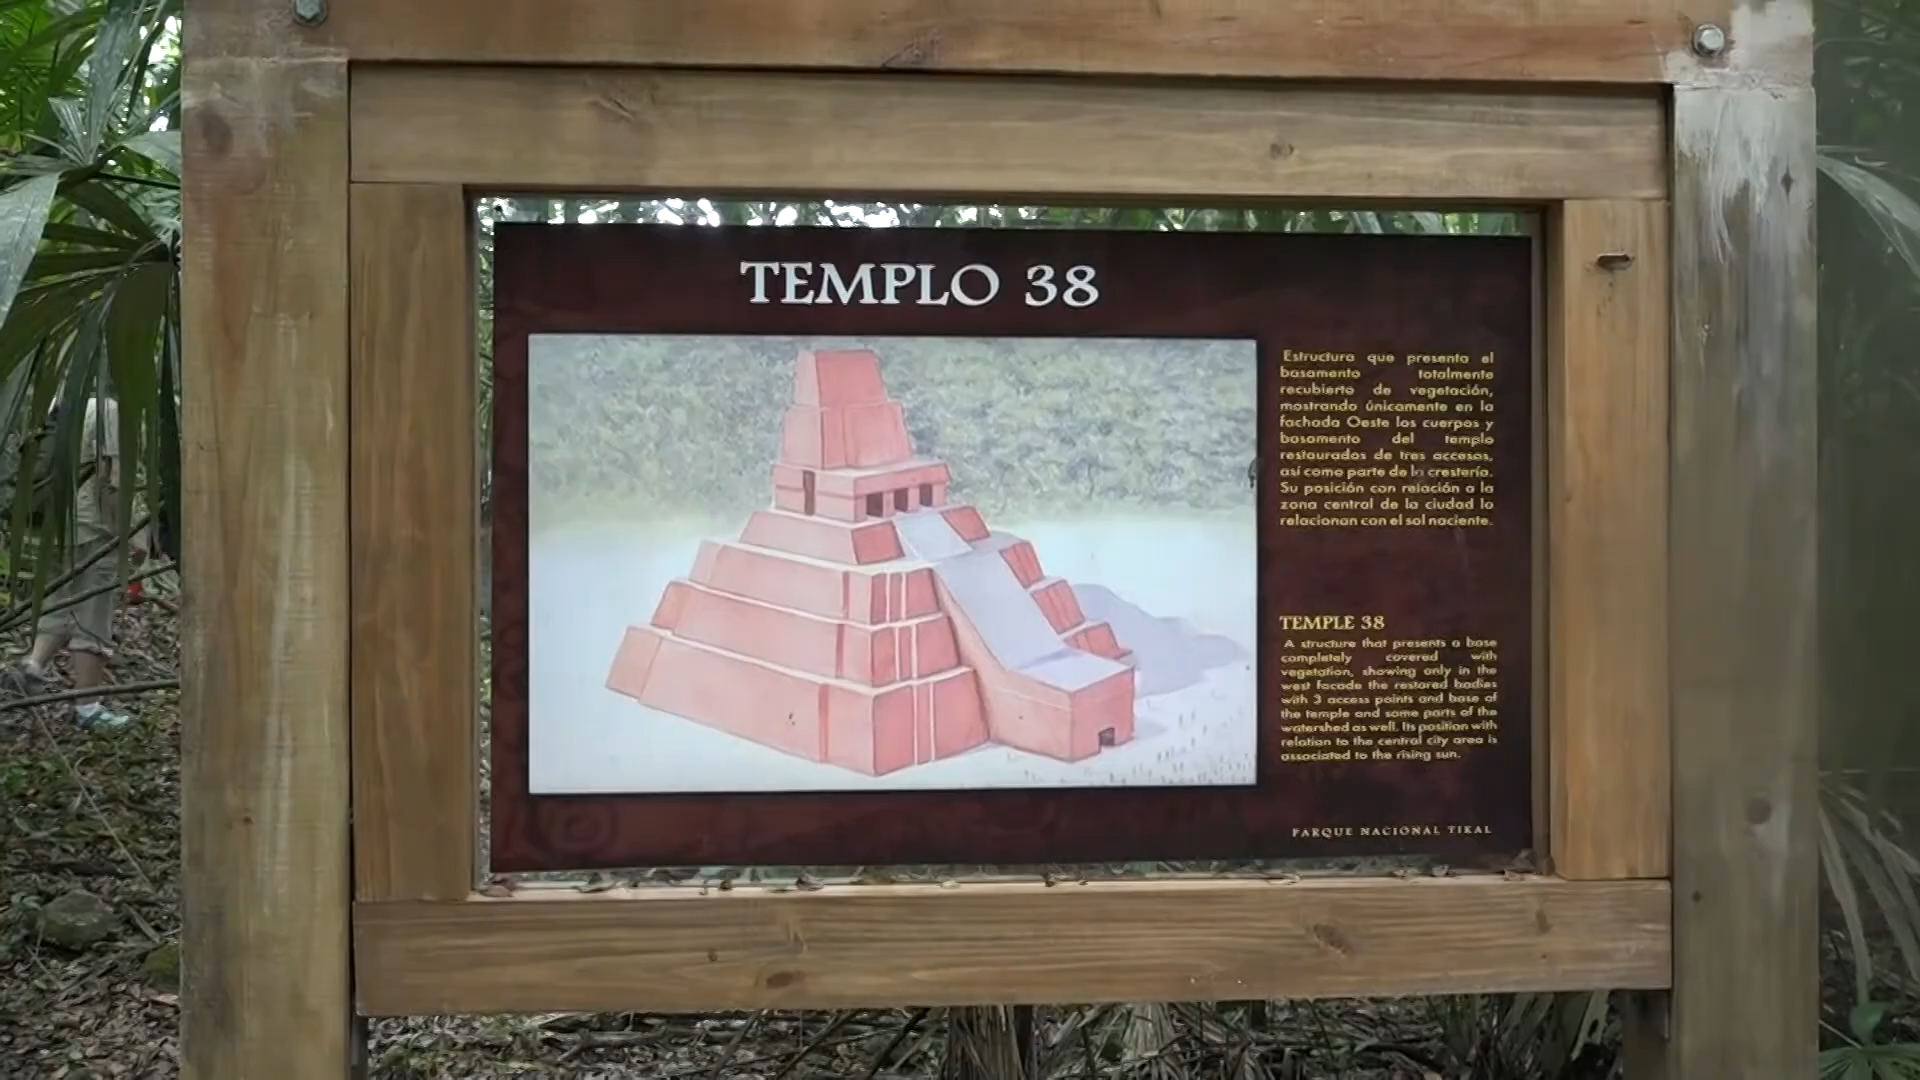 TEMPLO 38
Estructura que presenta el
basamento totalmente
recubierto de vegetación,
mostrando únicamente en la
fachada Oeste los cuerpos y
basamento del templo
restaurados de tres accesos,
así como parte de la crestería.
Su posición con relación a la
zona central de la ciudad lo
relacionan con el sol naciente.
TEMPLE 38
A structure that presents a base
completely covered with
vegetation, showing only in the
west facade the restored bodies
with 3 access points and base of
the temple and some parts of the
watershed as well. Its position with
relation to the central city area is
associated to the rising sun.
PARQUE NACIONAL TIKAL